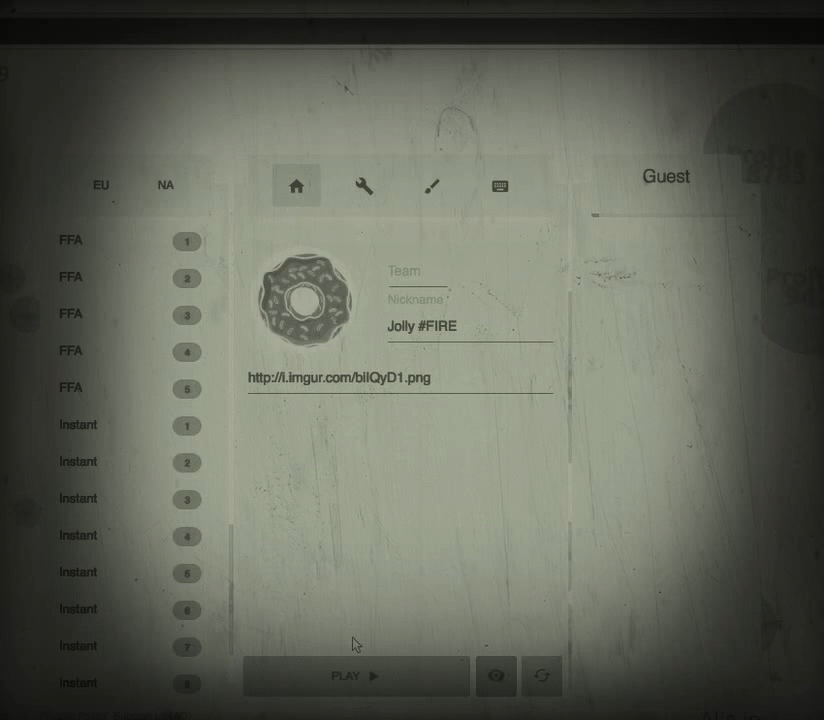 EU NA
Guest
FFA 1
FFA 2
FFA 3
FFA 4
FFA 5
Instant 1
Instant 2
Instant 3
Instant 4
Instant 5
Instant 6
Instant 7
Instant 8
Team
Nickname
Jolly #FIRE
http://i.imgur.com/bilQyD1.png
PLAY